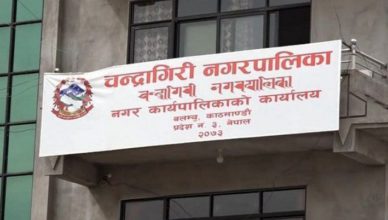 चन्द्रागिरी नगरपालिका
नगर कार्यपालिकाको कार्यालय
बलम्बु, काठमाण्डौ
प्रदेश न. ३, नेपाल
२०७३